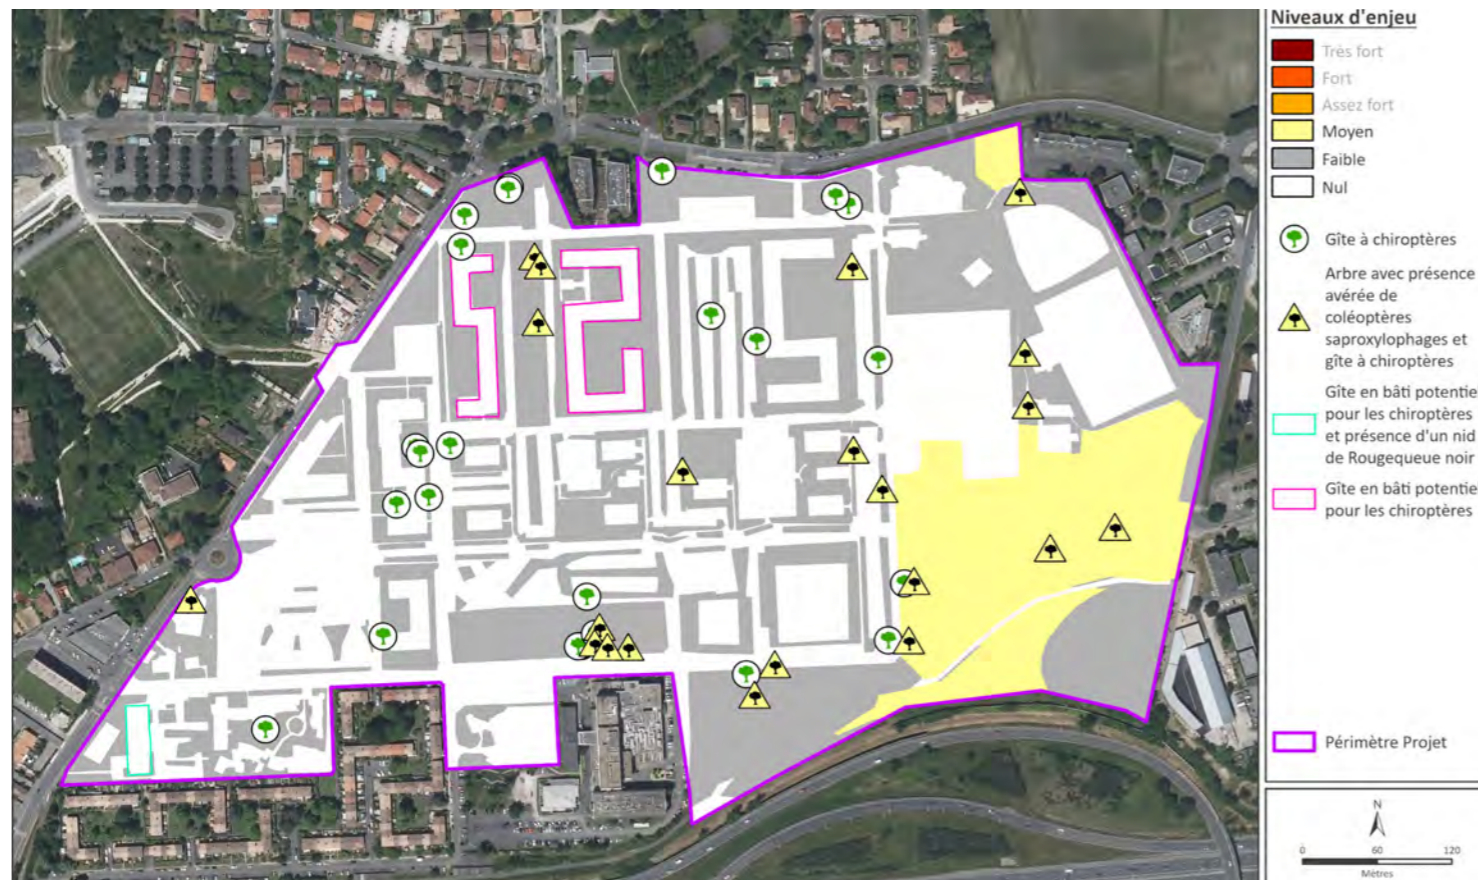 Niveaux d'enjeu
Très fort
Fort
Assez fort
Moyen
Faible
Nul
Gîte à chiroptères
Arbre avec présence
avérée de
coléoptères
saproxylophages et
gîte à chiroptères
Gîte en bâti potentie
pour les chiroptères
et présence d'un nid
de Rougequeue noir
Gîte en bâti potentie
pour les chiroptères
Périmètre Projet
N
0 60 120
Mètres